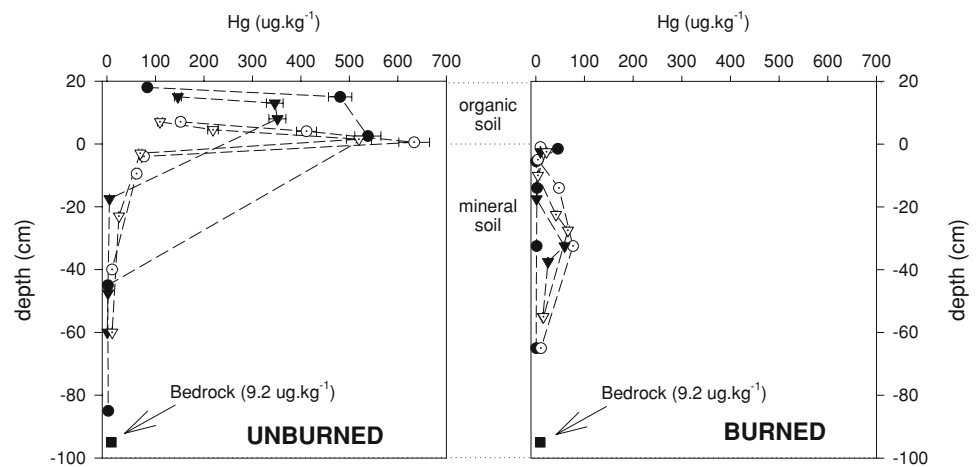 Hg (ug.kg⁻¹)
Hg (ug.kg⁻¹)
0 100 200 300 400 500 600 700
0 100 200 300 400 500 600 700
20
0
-20
-40
-60
-80
-100
depth (cm)
organic
soil
mineral
soil
20
0
-20
-40
-60
-80
-100
depth (cm)
Bedrock (9.2 ug.kg⁻¹)
UNBURNED
Bedrock (9.2 ug.kg⁻¹)
BURNED